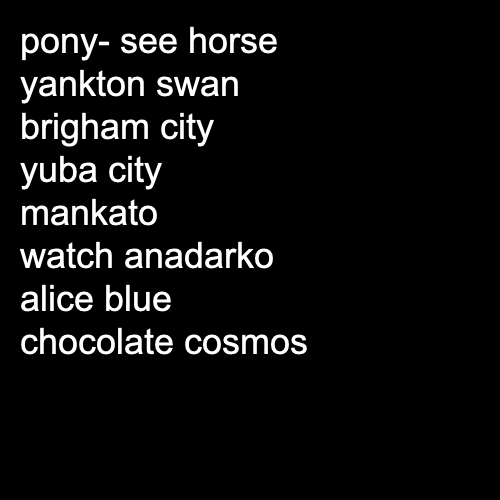 pony- see horse
yankton swan
brigham city
yuba city
mankato
watch anadarko
alice blue
chocolate cosmos